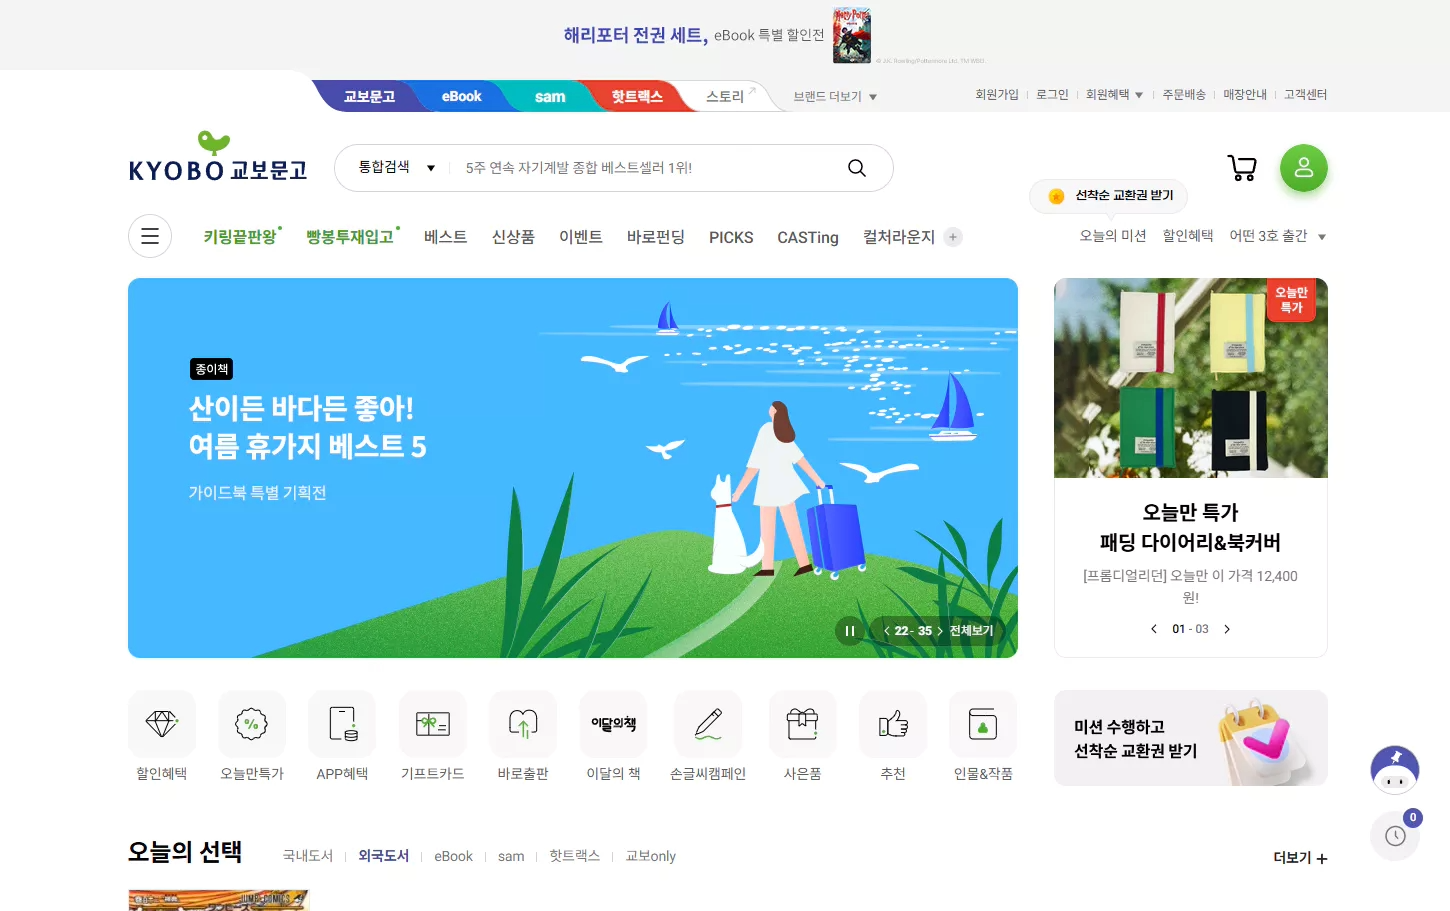 해리포터 전권 세트, eBook 특별 할인전
© J.K. Rowling/Pottermore Ltd. TM WBEI
교보문고 eBook sam 핫트랙스 스토리 브랜드 더보기
회원가입 로그인 회원혜택 주문배송 매장안내 고객센터
KYOBO 교보문고
통합검색 5주 연속 자기계발 종합 베스트셀러 1위!
선착순 교환권 받기
키링끝판왕 빵봉투재입고 베스트 신상품 이벤트 바로펀딩 PICKS CASTing 컬처라운지 +
오늘의 미션 할인혜택 어떤 3호 출간
종이책
산이든 바다든 좋아!
여름 휴가지 베스트 5
가이드북 특별 기획전
22 - 35 전체보기
오늘만
특가
오늘만 특가
패딩 다이어리&북커버
[프롬디얼리던] 오늘만 이 가격 12,400
원!
01 - 03
이달의책
할인혜택 오늘만특가 APP혜택 기프트카드 바로출판 이달의 책 손글씨캠페인 사은품 추천 인물&작품
미션 수행하고
선착순 교환권 받기
0
오늘의 선택 국내도서 외국도서 eBook sam 핫트랙스 교보only
더보기 +
JUMP COMICS